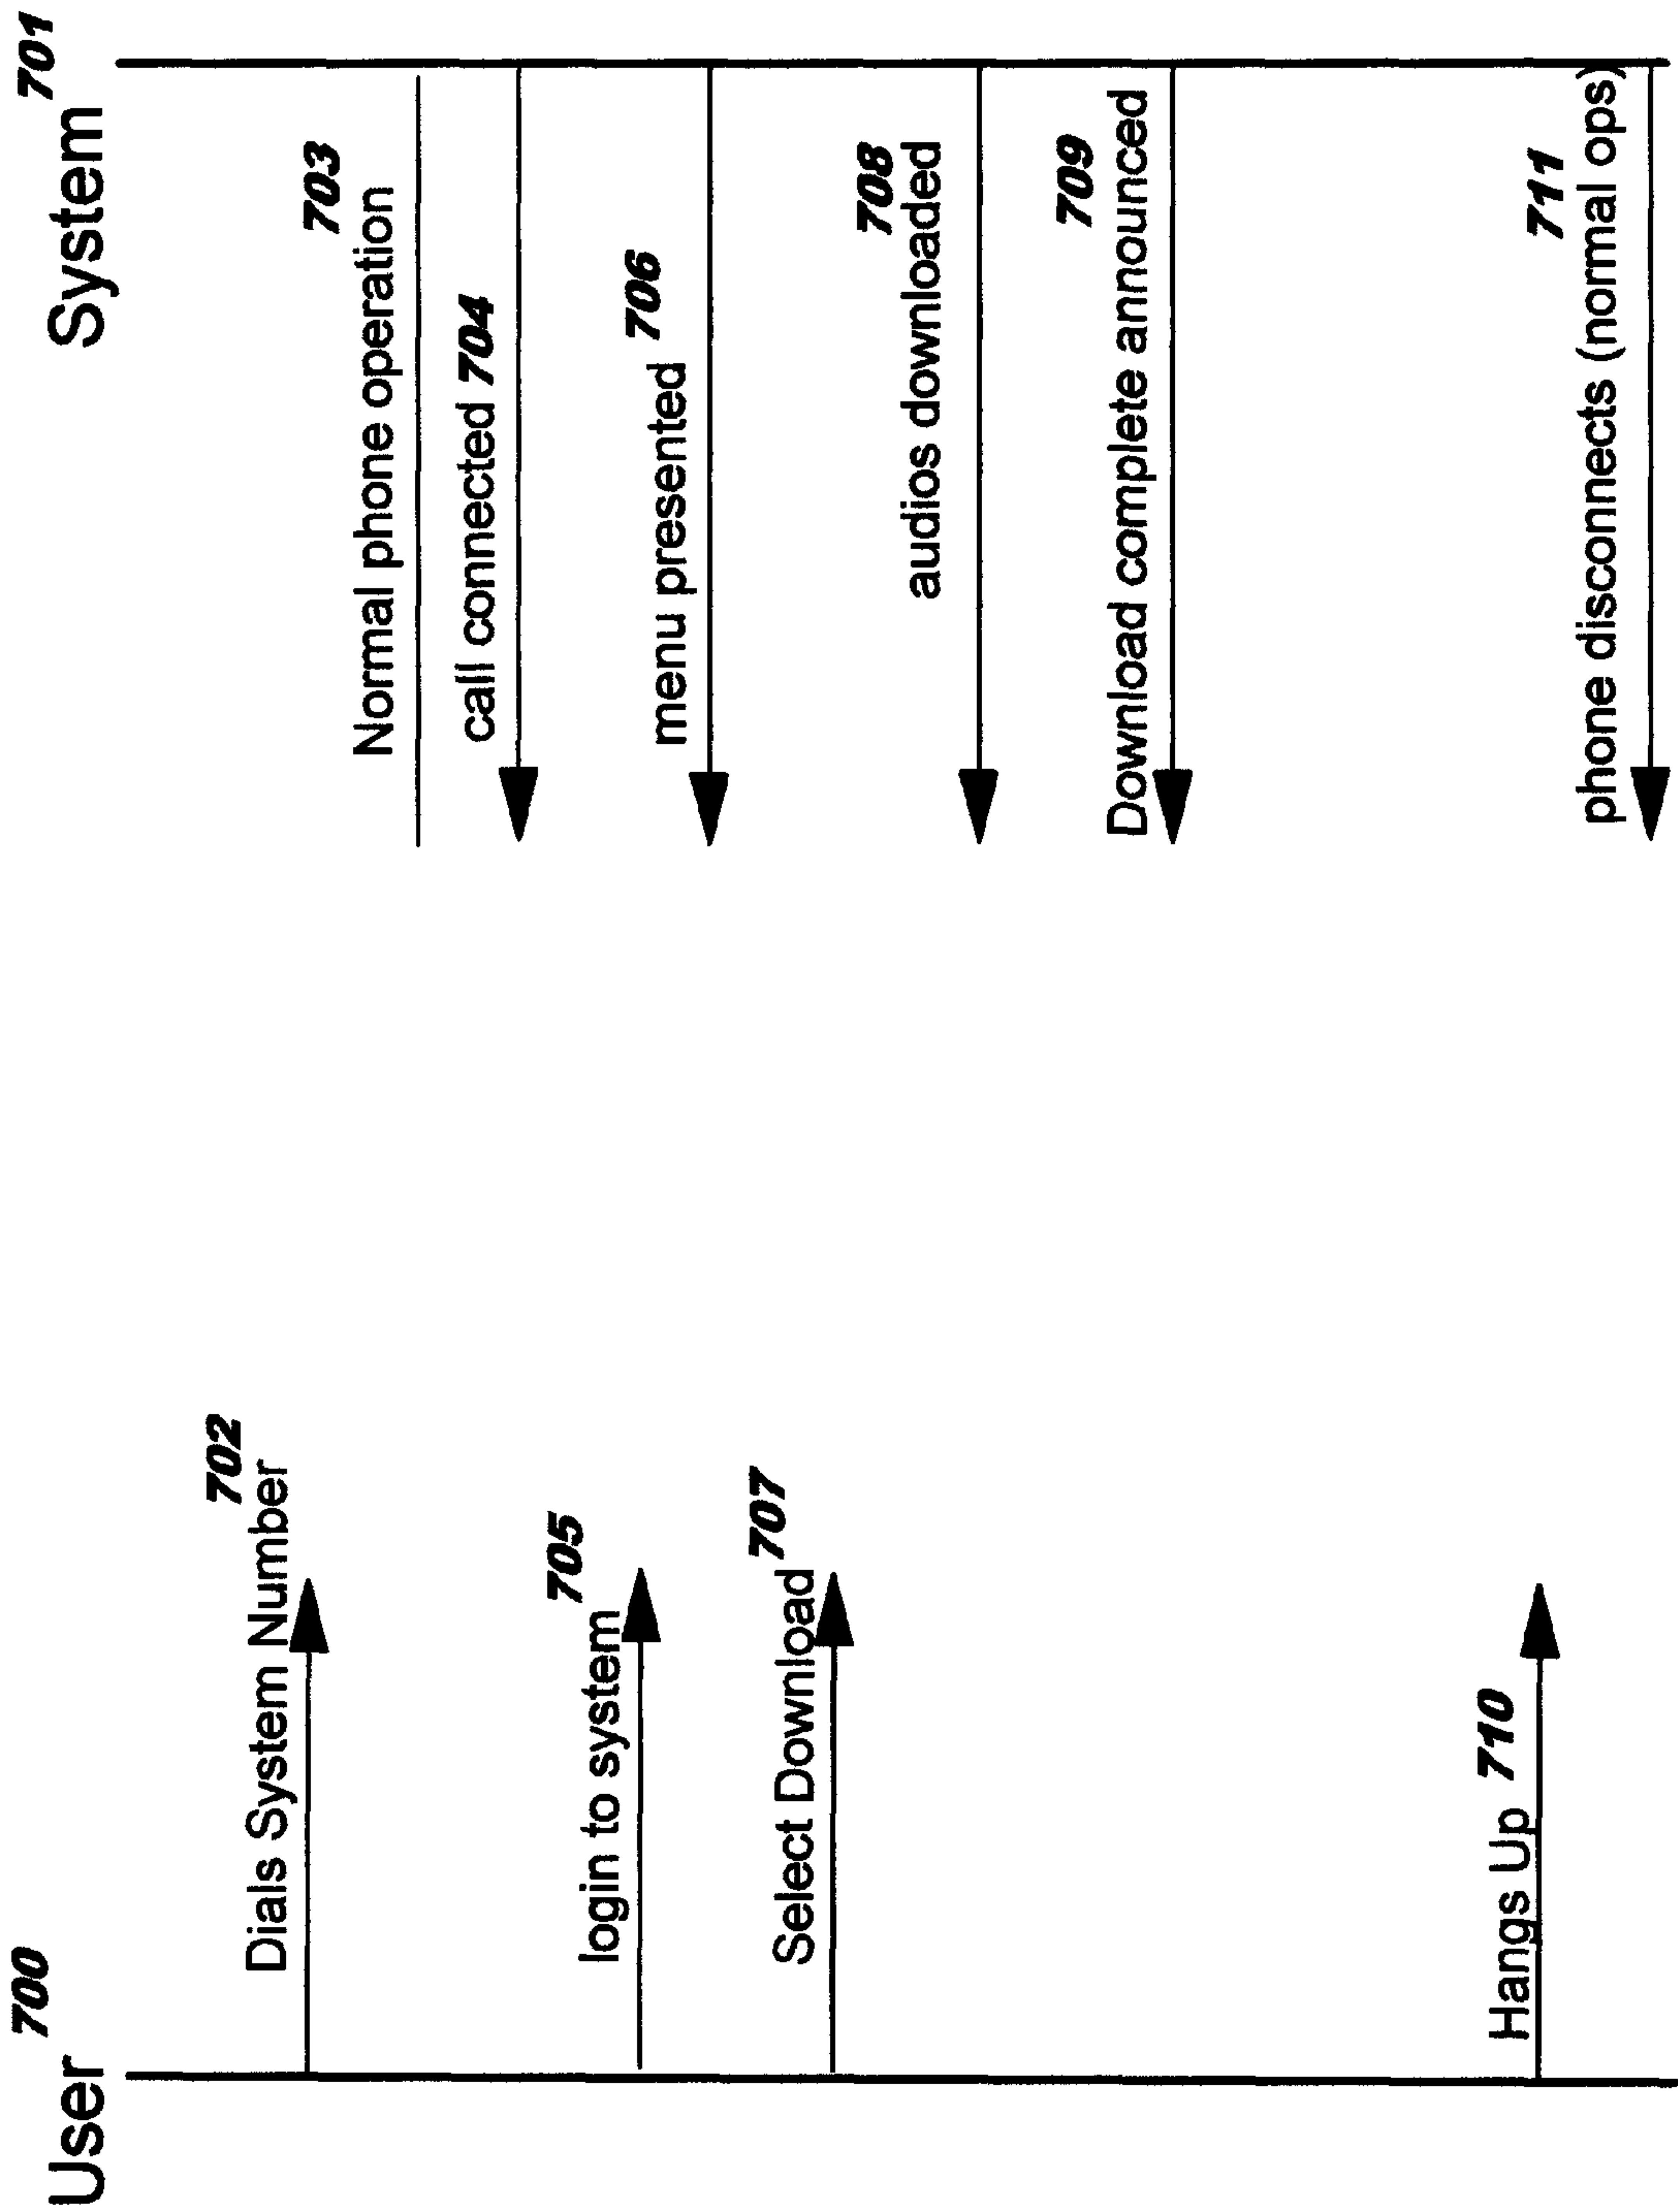 User 700
System 701
Dials System Number 702
703
Normal phone operation
call connected 704
login to system 705
menu presented 706
Select Download 707
708
audios downloaded
709
Download complete announced
Hangs Up 710
711
phone disconnects (normal ops)